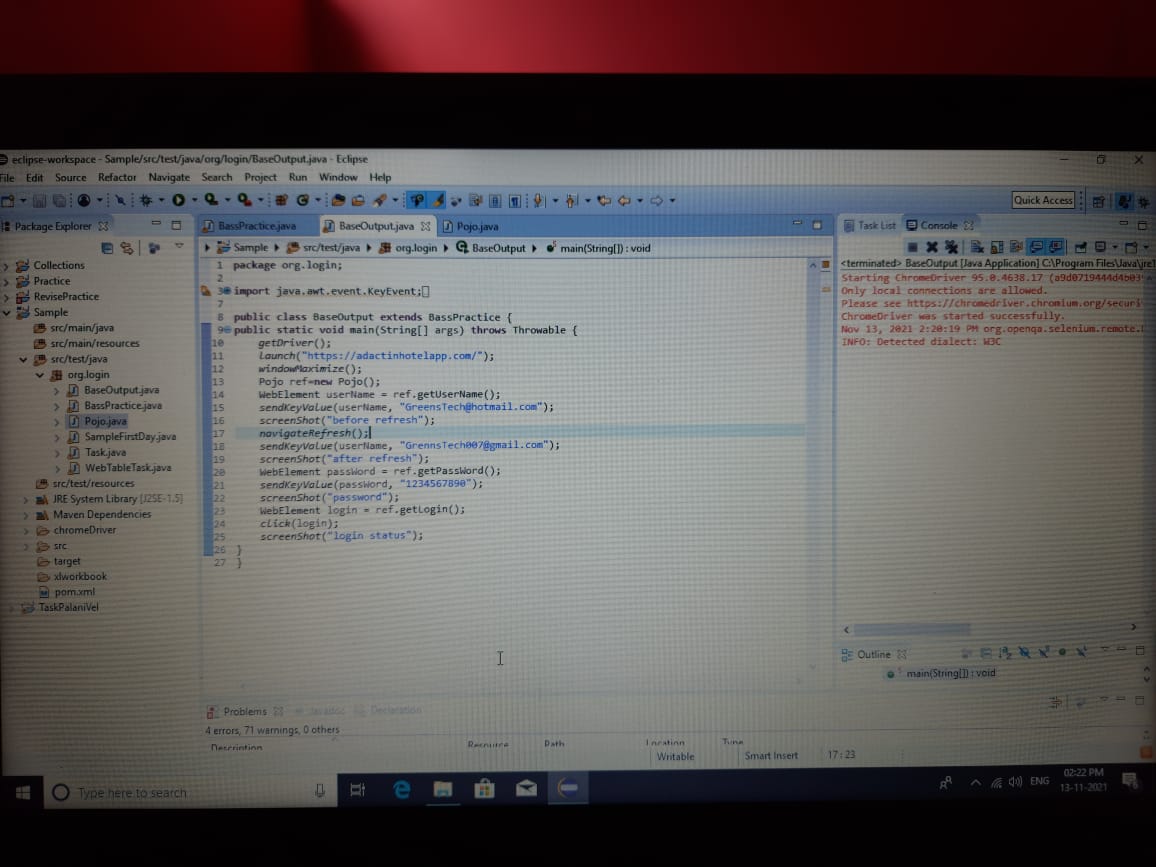 eclipse-workspace - Sample/src/test/java/org/login/BaseOutput.java - Eclipse
File Edit Source Refactor Navigate Search Project Run Window Help
Quick Access
Package Explorer
Collections
Practice
RevisePractice
Sample
src/main/java
src/main/resources
src/test/java
org.login
BaseOutput.java
BassPractice.java
Pojo.java
SampleFirstDay.java
Task.java
WebTableTask.java
src/test/resources
JRE System Library [J2SE-1.5]
Maven Dependencies
chromeDriver
src
target
xlworkbook
pom.xml
TaskPalaniVel
BassPractice.java BaseOutput.java Pojo.java
Sample src/test/java org.login BaseOutput main(String[]) : void
1 package org.login;
2
3 import java.awt.event.KeyEvent;
7
8 public class BaseOutput extends BassPractice {
9 public static void main(String[] args) throws Throwable {
10 getDriver();
11 launch("https://adactinhotelapp.com/");
12 windowMaximize();
13 Pojo ref=new Pojo();
14 WebElement userName = ref.getUserName();
15 sendKeyValue(userName, "GreensTech@hotmail.com");
16 screenShot("before refresh");
17 navigateRefresh();
18 sendKeyValue(userName, "GrennsTech007@gmail.com");
19 screenShot("after refresh");
20 WebElement passWord = ref.getPassWord();
21 sendKeyValue(passWord, "1234567890");
22 screenShot("password");
23 WebElement login = ref.getLogin();
24 click(login);
25 screenShot("login status");
26 }
27 }
Task List Console
<terminated> BaseOutput [Java Application] C:\Program Files\Java\jre1
Starting ChromeDriver 95.0.4638.17 (a9d0719444d4b03
Only local connections are allowed.
Please see https://chromedriver.chromium.org/securi
ChromeDriver was started successfully.
Nov 13, 2021 2:20:19 PM org.openqa.selenium.remote.
INFO: Detected dialect: W3C
Outline
main(String[]) : void
Problems Javadoc Declaration
4 errors, 71 warnings, 0 others
Description Resource Path Location Type
Writable Smart Insert 17 : 23
Type here to search
ENG
02:22 PM
13-11-2021